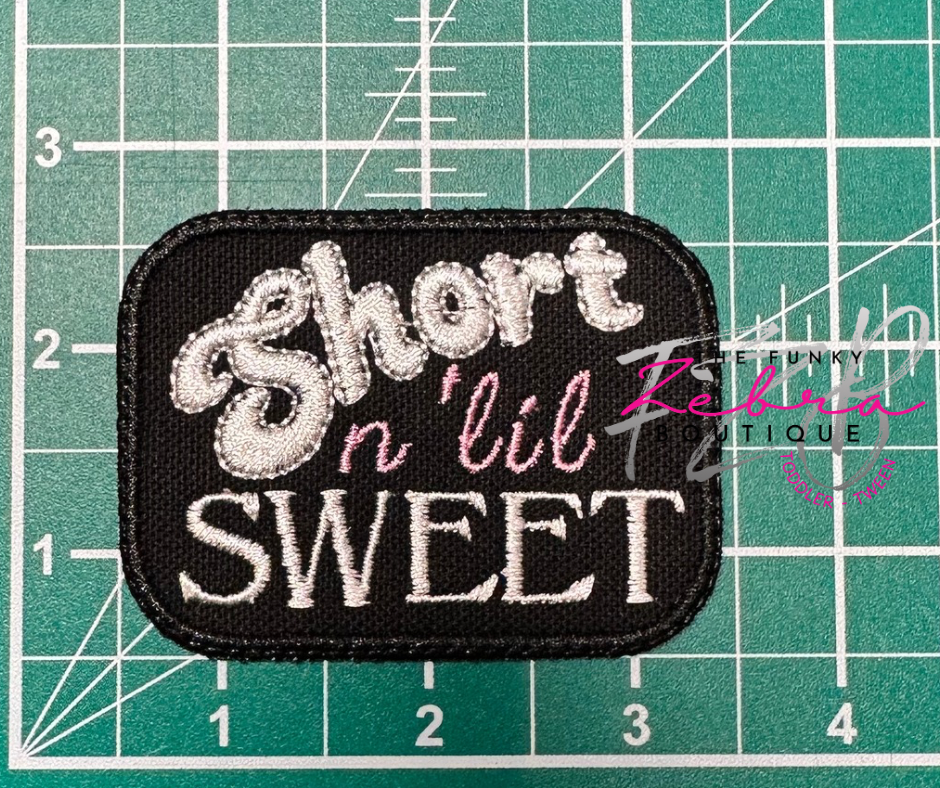 3
Short
2
THE FUNKY
Zebra
BOUTIQUE
TODDLER - TWEEN
n 'lil
SWEET
1
1 2 3 4